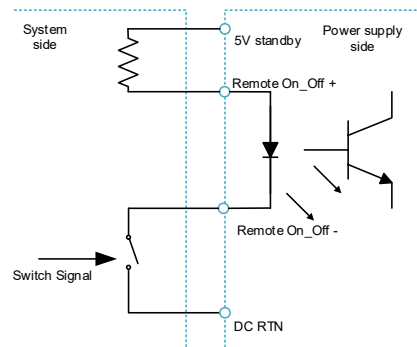 System
side
5V standby
Power supply
side
Remote On_Off +
Remote On_Off -
Switch Signal
DC RTN